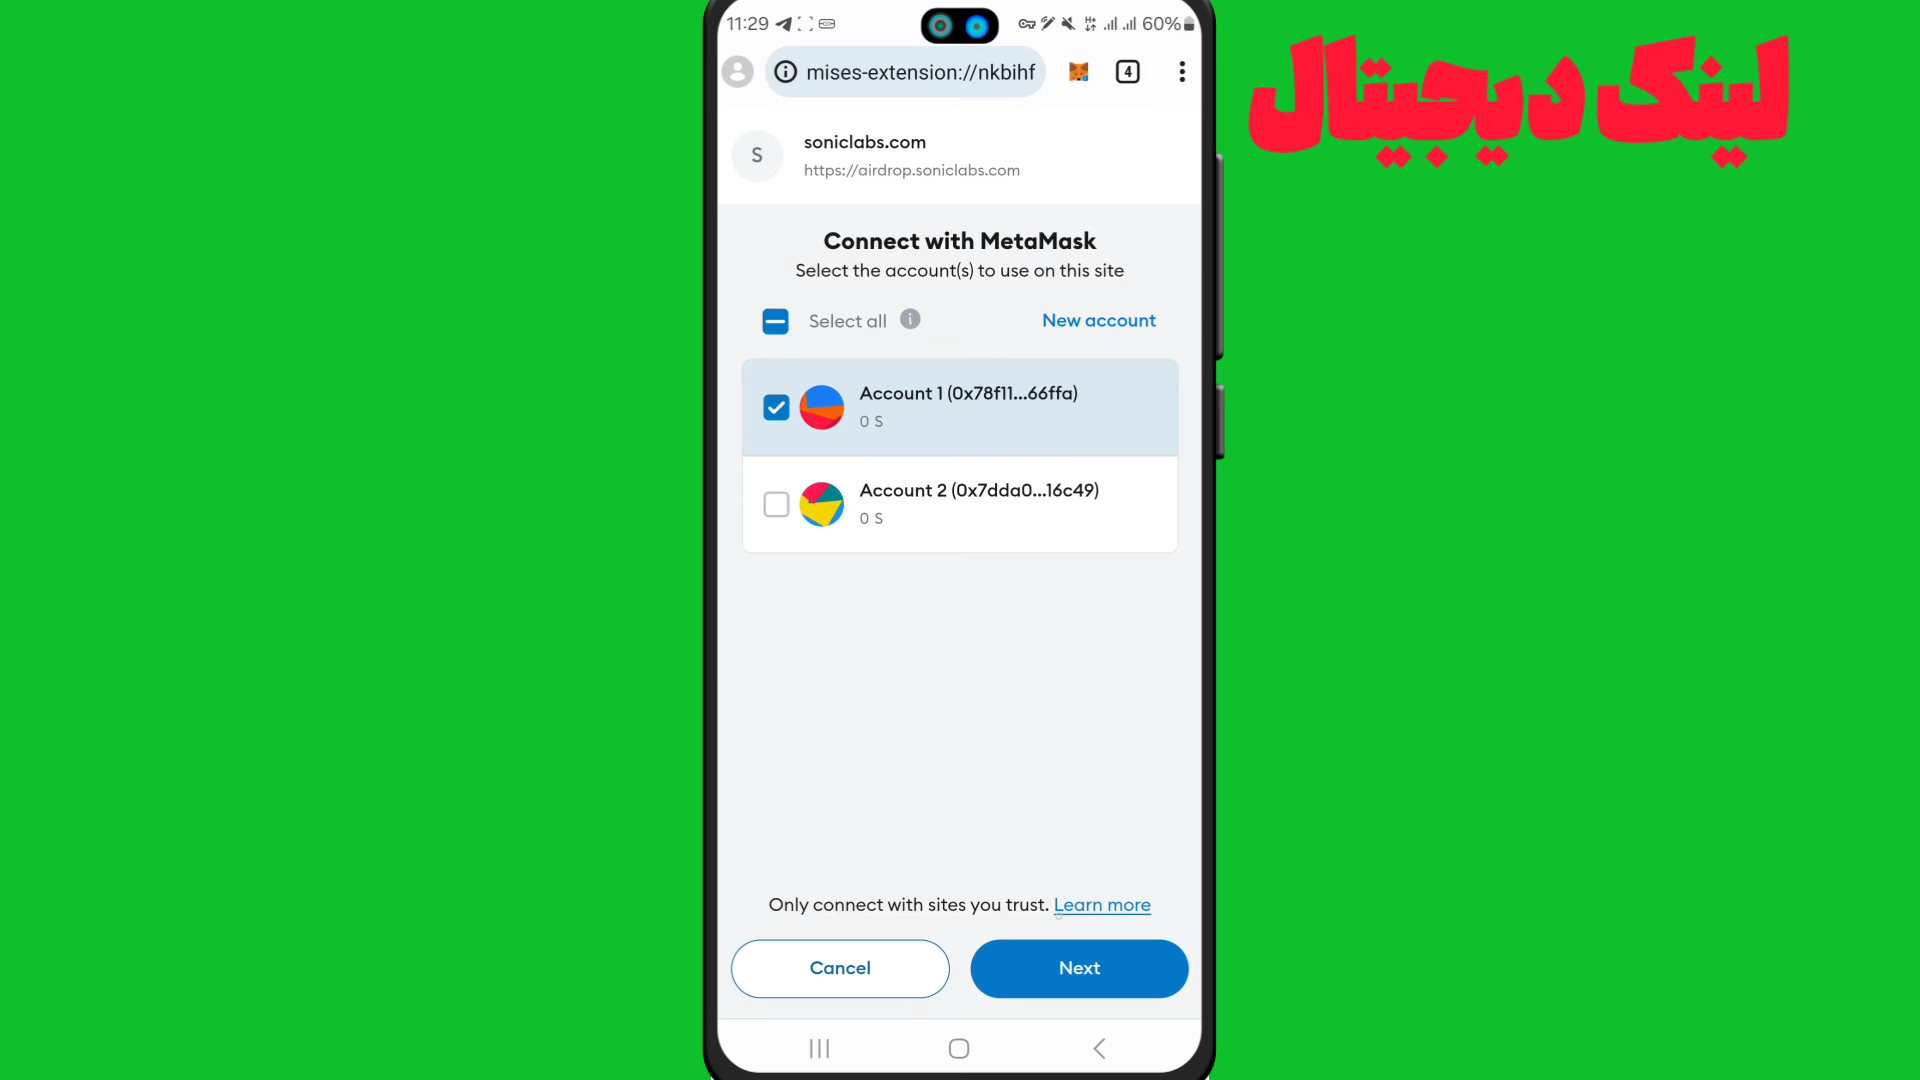 11:29
60%
mises-extension://nkbihf
4
لینک دیجیتال
S
soniclabs.com
https://airdrop.soniclabs.com
Connect with MetaMask
Select the account(s) to use on this site
Select all
New account
Account 1 (0x78f11...66ffa)
0 S
Account 2 (0x7dda0...16c49)
0 S
Only connect with sites you trust. Learn more
Cancel
Next